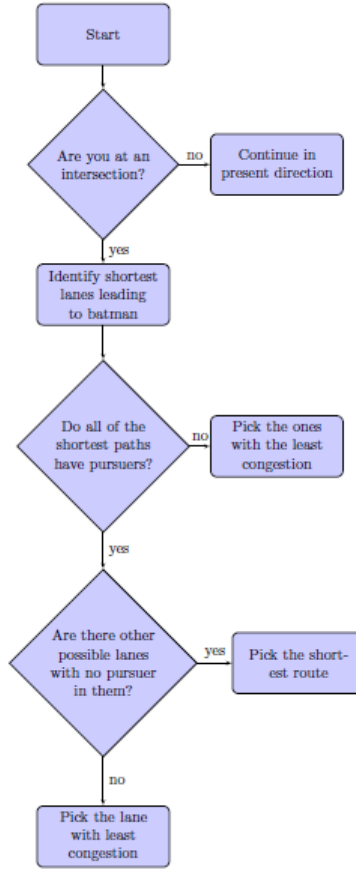 Start
Are you at an
intersection?
no
Continue in
present direction
yes
Identify shortest
lanes leading
to batman
Do all of the
shortest paths
have pursuers?
no
Pick the ones
with the least
congestion
yes
Are there other
possible lanes
with no pursuer
in them?
yes
Pick the short-
est route
no
Pick the lane
with least
congestion